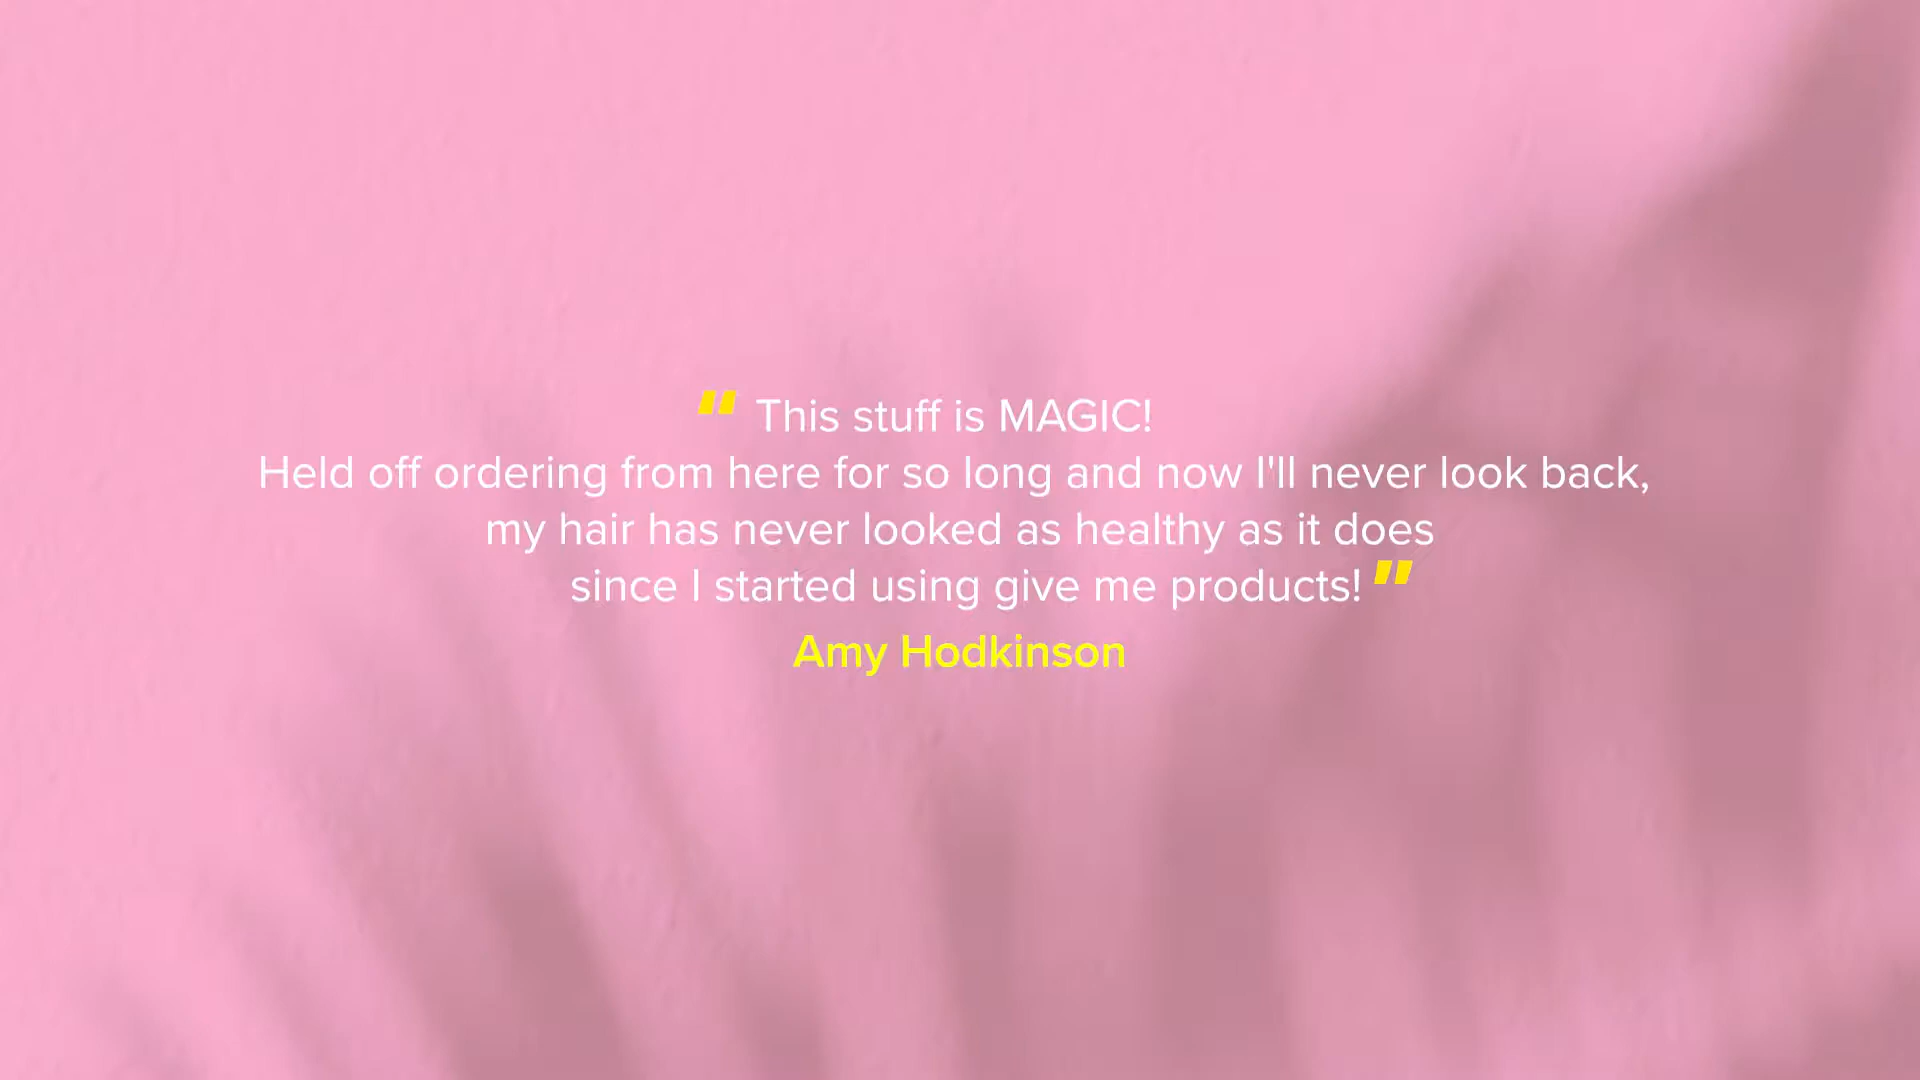 “ This stuff is MAGIC!
Held off ordering from here for so long and now I'll never look back,
my hair has never looked as healthy as it does
since I started using give me products! ”
Amy Hodkinson